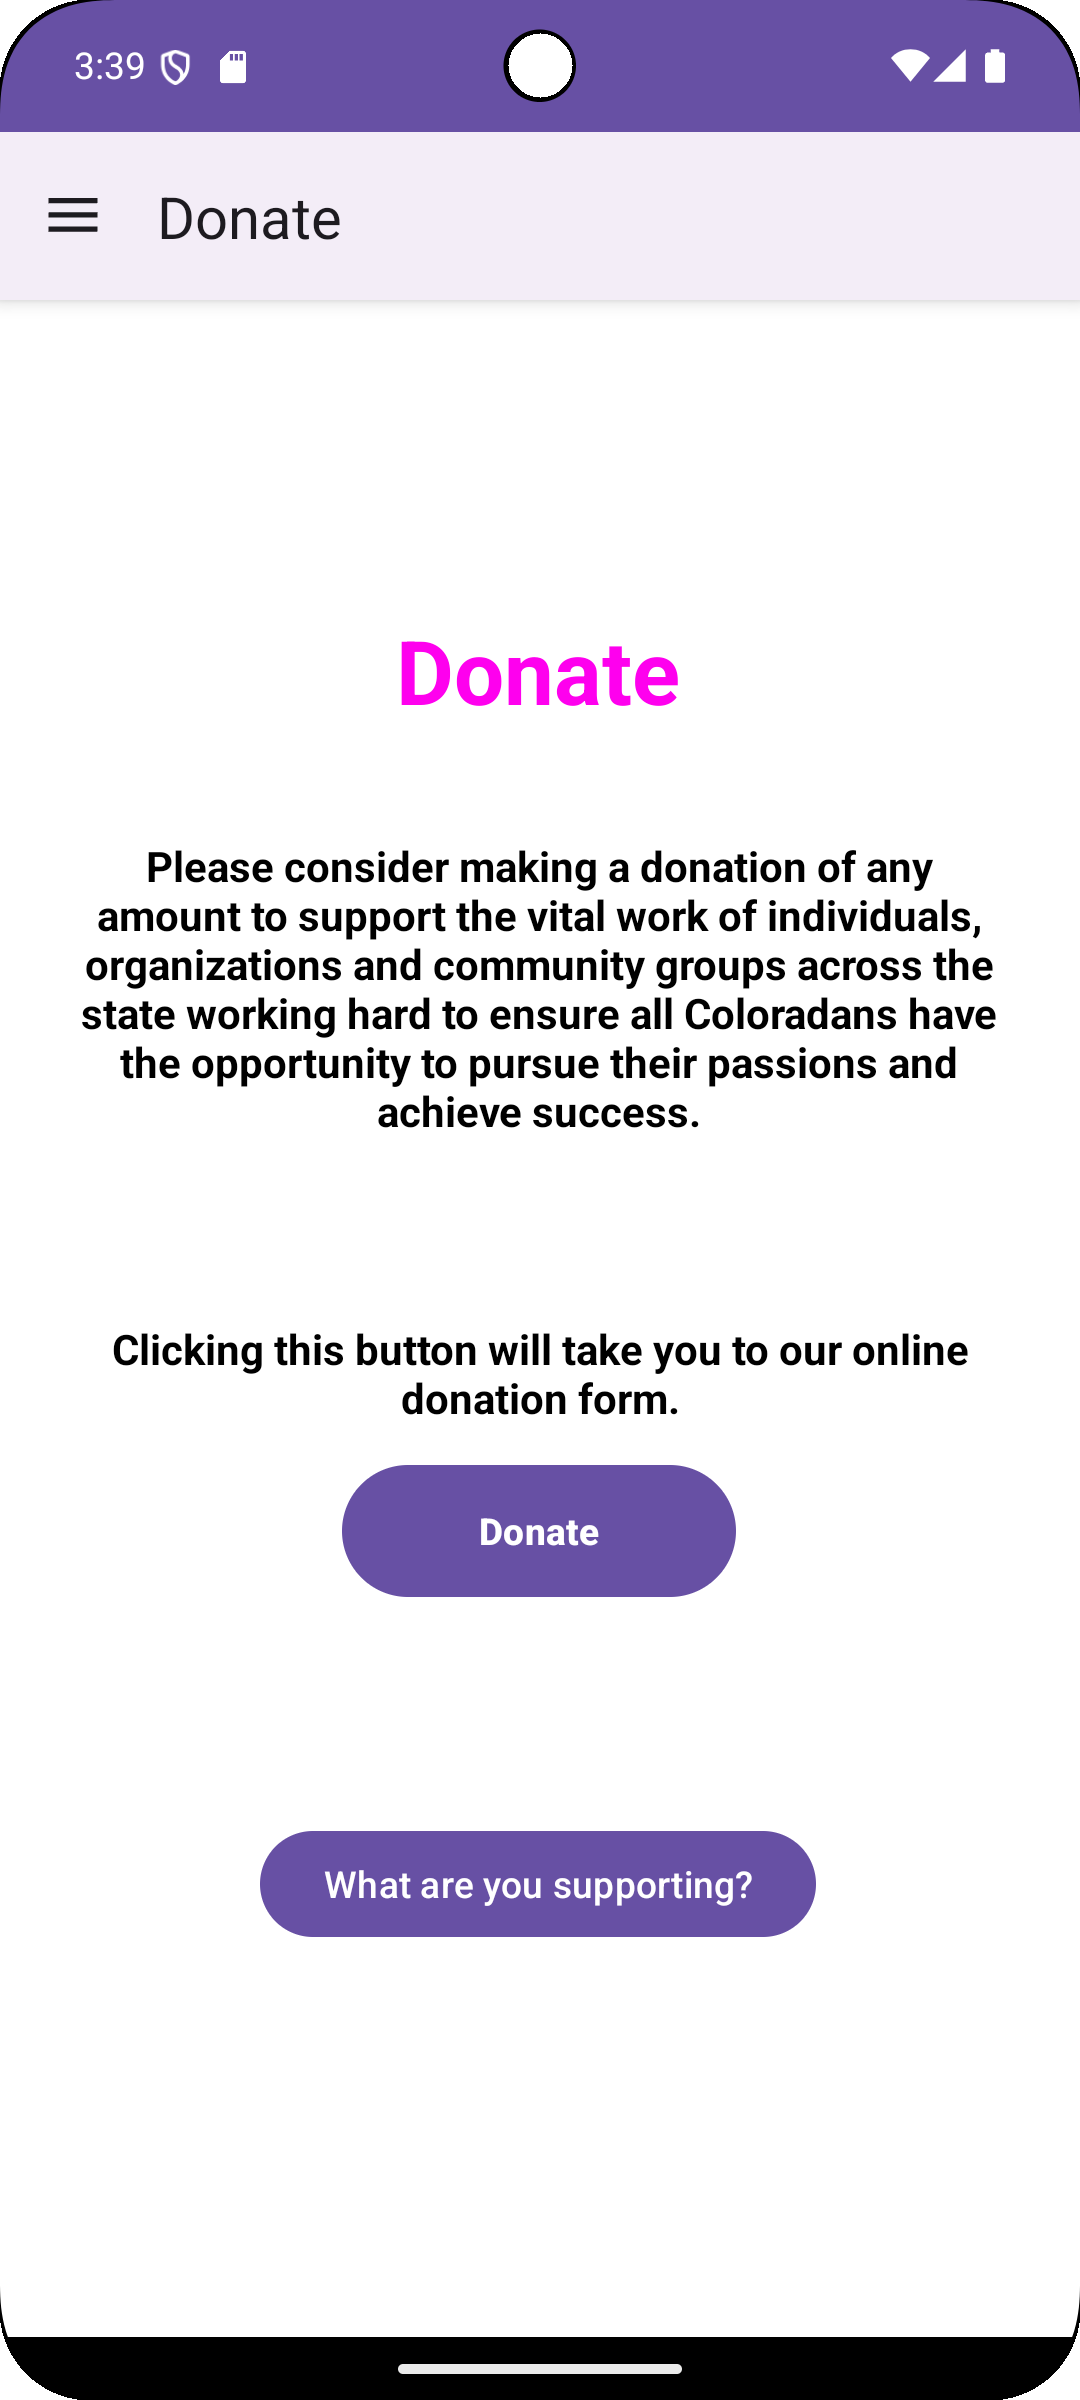 3:39
Donate
Donate
Please consider making a donation of any
amount to support the vital work of individuals,
organizations and community groups across the
state working hard to ensure all Coloradans have
the opportunity to pursue their passions and
achieve success.
Clicking this button will take you to our online
donation form.
Donate
What are you supporting?